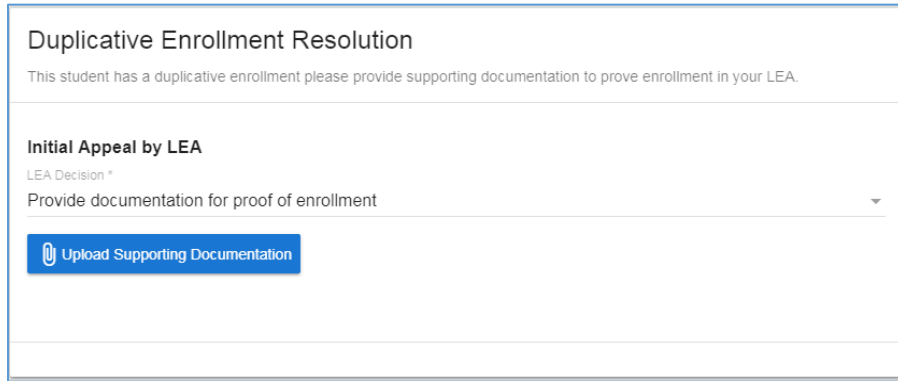 Duplicative Enrollment Resolution
This student has a duplicative enrollment please provide supporting documentation to prove enrollment in your LEA.
Initial Appeal by LEA
LEA Decision *
Provide documentation for proof of enrollment
Upload Supporting Documentation